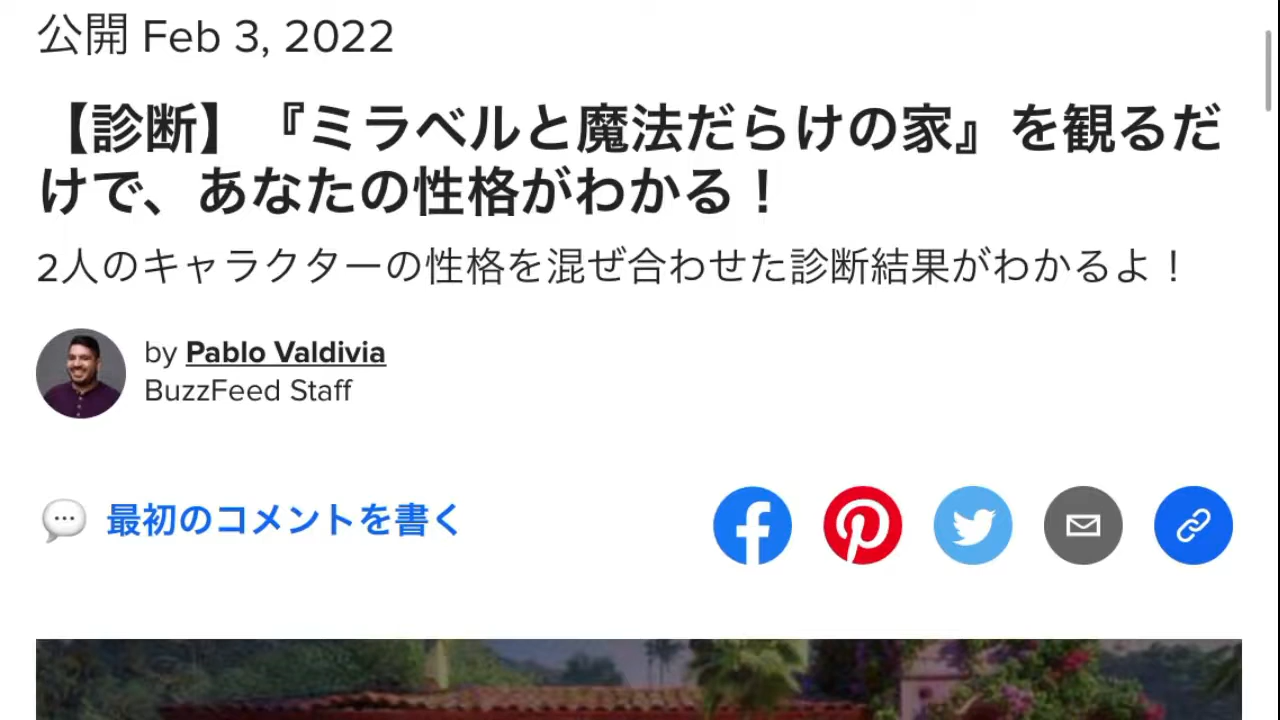 公開 Feb 3, 2022
【診断】『ミラベルと魔法だらけの家』を観るだ
けで、あなたの性格がわかる！
2人のキャラクターの性格を混ぜ合わせた診断結果がわかるよ！
by Pablo Valdivia
BuzzFeed Staff
最初のコメントを書く